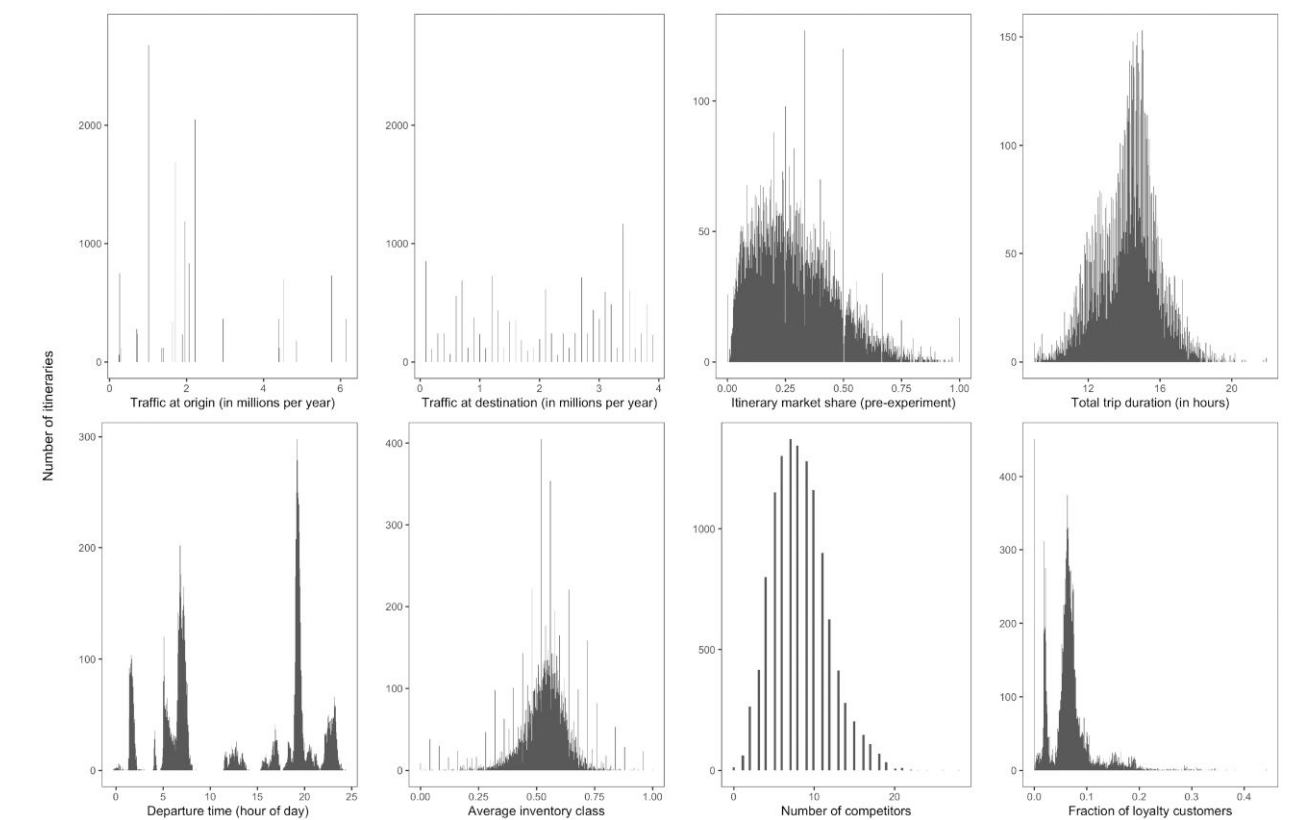 Number of itineraries
2000
1000
0
0 2 4 6
Traffic at origin (in millions per year)
2000
1000
0
0 1 2 3 4
Traffic at destination (in millions per year)
100
50
0
0.00 0.25 0.50 0.75 1.00
Itinerary market share (pre-experiment)
150
100
50
0
12 16 20
Total trip duration (in hours)
300
200
100
0
0 5 10 15 20 25
Departure time (hour of day)
400
300
200
100
0
0.00 0.25 0.50 0.75 1.00
Average inventory class
1000
500
0
0 10 20
Number of competitors
400
300
200
100
0
0.0 0.1 0.2 0.3 0.4
Fraction of loyalty customers